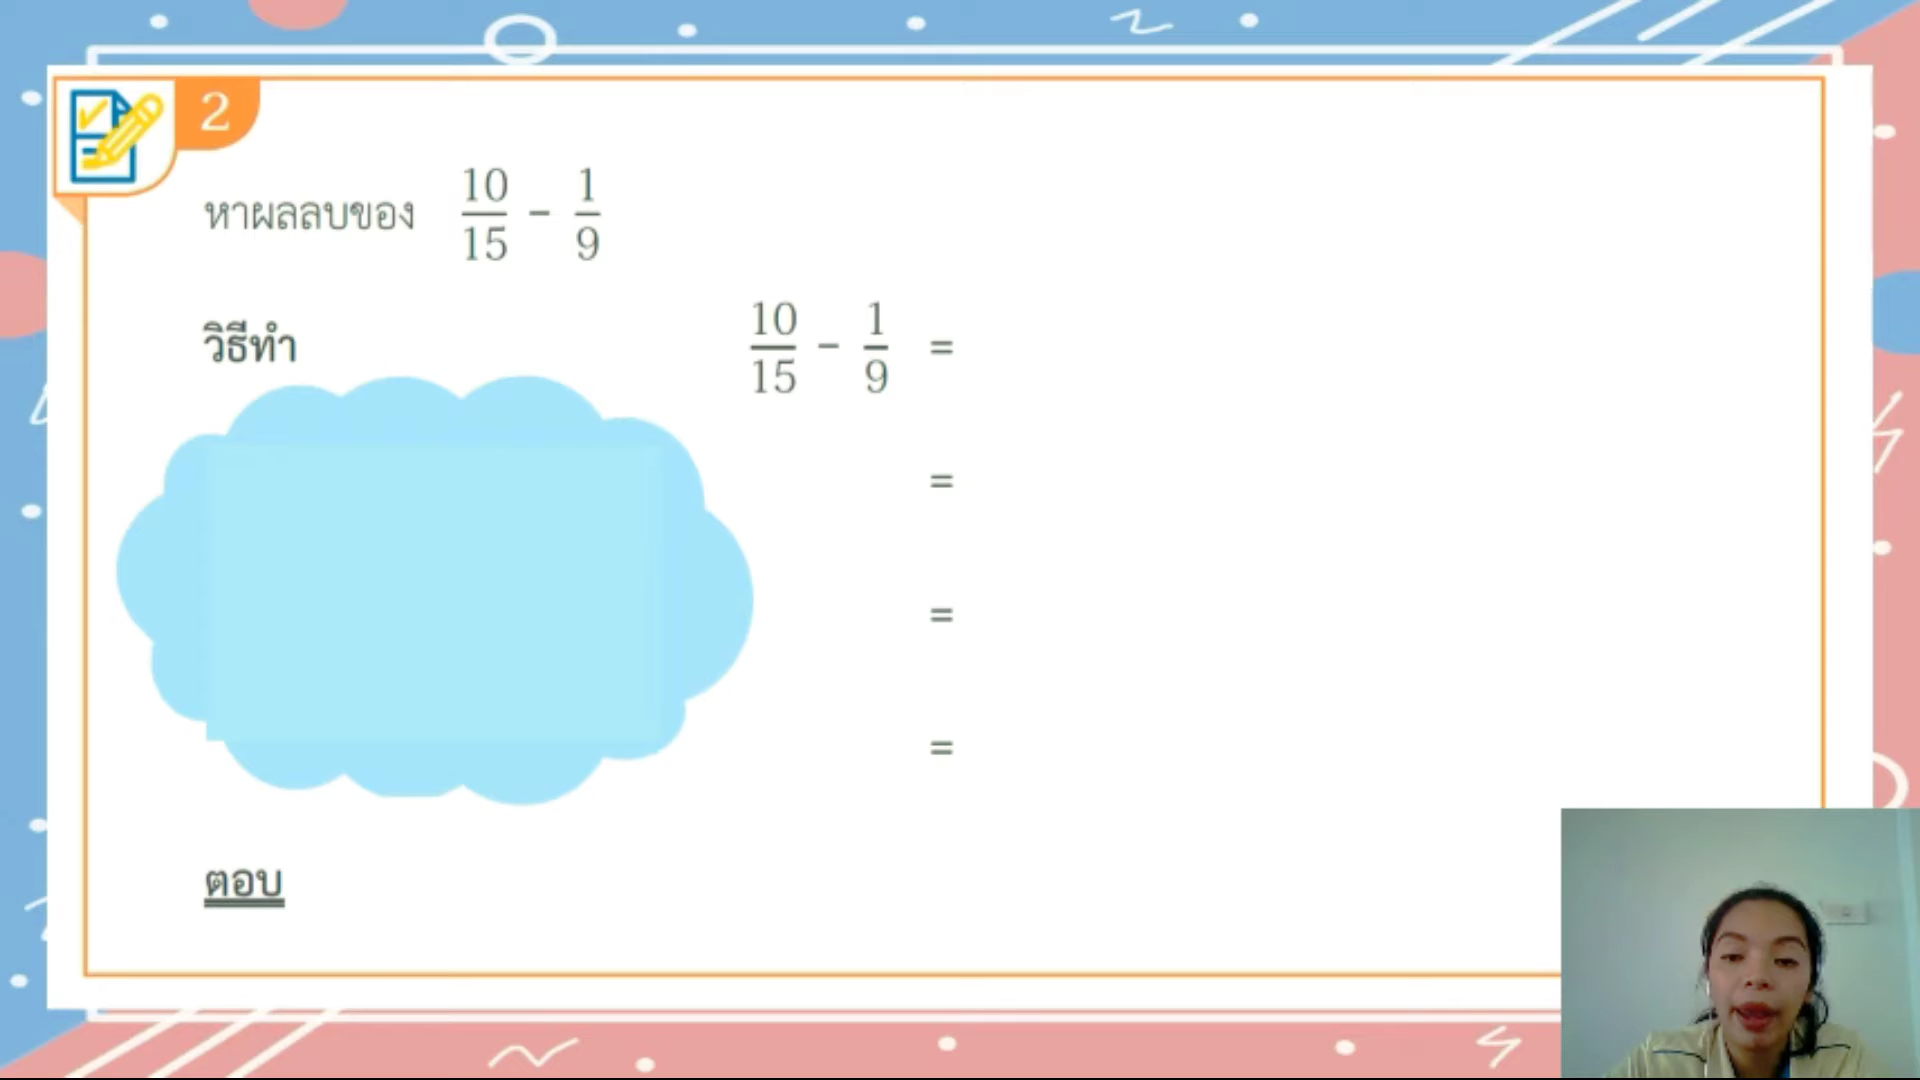 2
หาผลลบของ 10/15 - 1/9
วิธีทำ 10/15 - 1/9 =
=
=
=
ตอบ